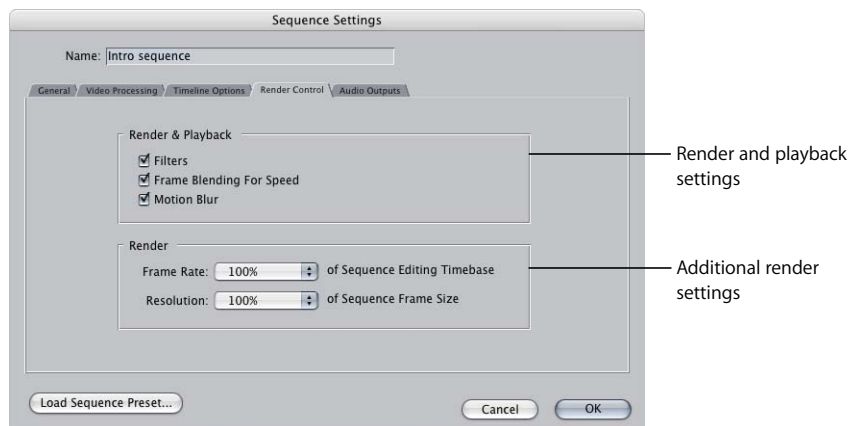 Sequence Settings
Name: Intro sequence
General Video Processing Timeline Options Render Control Audio Outputs
Render & Playback
Filters
Frame Blending For Speed
Motion Blur
Render and playback
settings
Render
Frame Rate: 100% of Sequence Editing Timebase
Resolution: 100% of Sequence Frame Size
Additional render
settings
Load Sequence Preset...
Cancel
OK